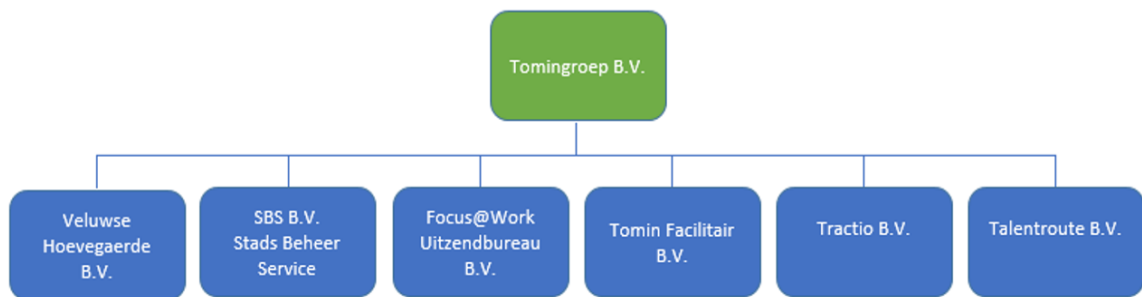 Tomingroep B.V.
Veluwse
Hoevegaerde
B.V.
SBS B.V.
Stads Beheer
Service
Focus@Work
Uitzendbureau
B.V.
Tomin Facilitair
B.V.
Tractio B.V.
Talentroute B.V.